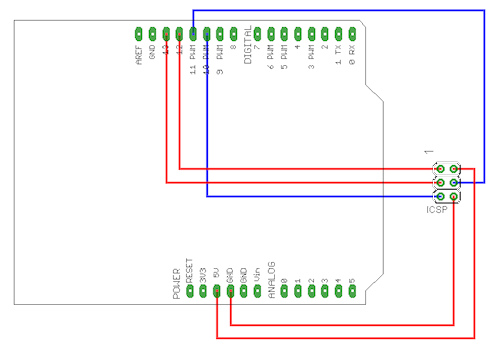 AREF
GND
13
12
11 PWM
10 PWM
9 PWM
8
DIGITAL
7
6 PWM
5 PWM
4
3 PWM
2
1 TX
0 RX
1
ICSP
POWER
RESET
3V3
5V
GND
GND
Vin
ANALOG
0
1
2
3
4
5